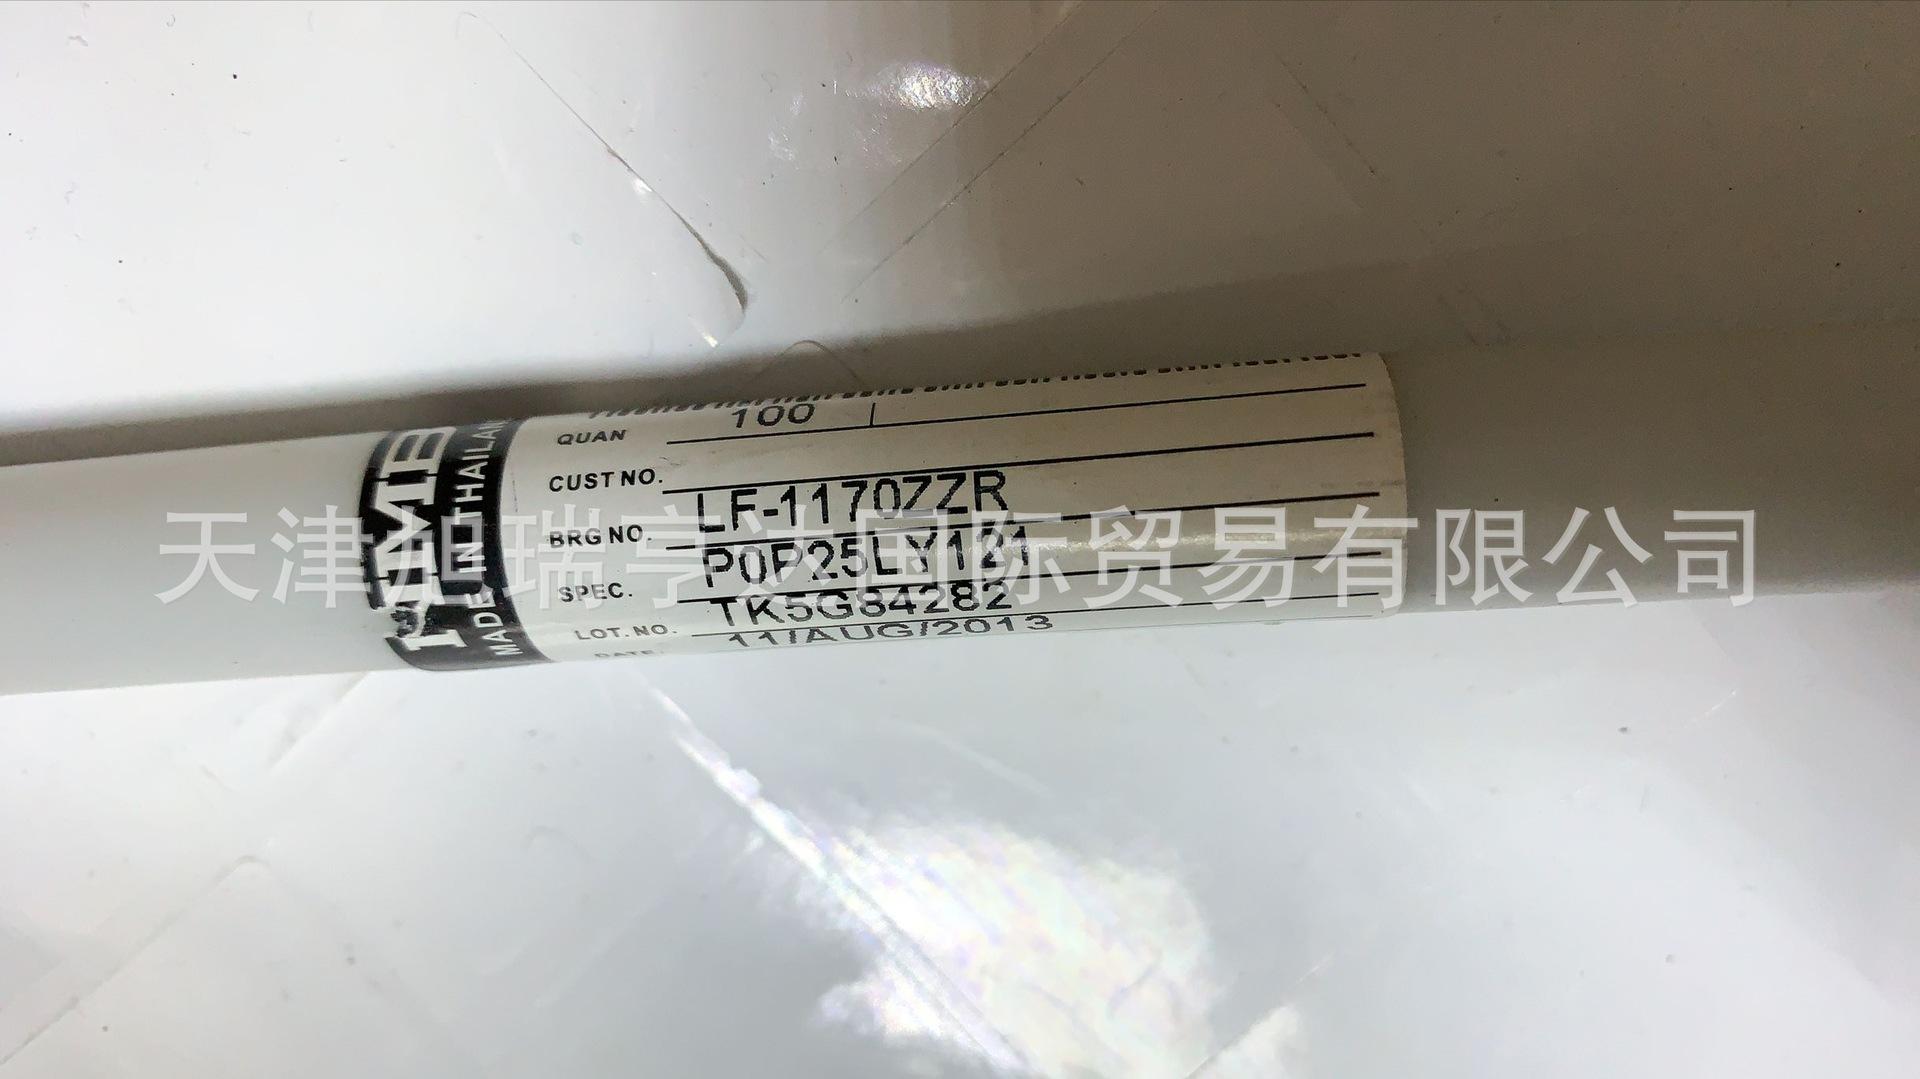 QUAN 100
CUST NO.
BRG NO. LF-1170ZZR
SPEC. P0P25LY121
LOT. NO. TK5G84282
DATE: 11/AUG/2013
NMB
MADE IN THAILAND
天津旭瑞亨达国际贸易有限公司